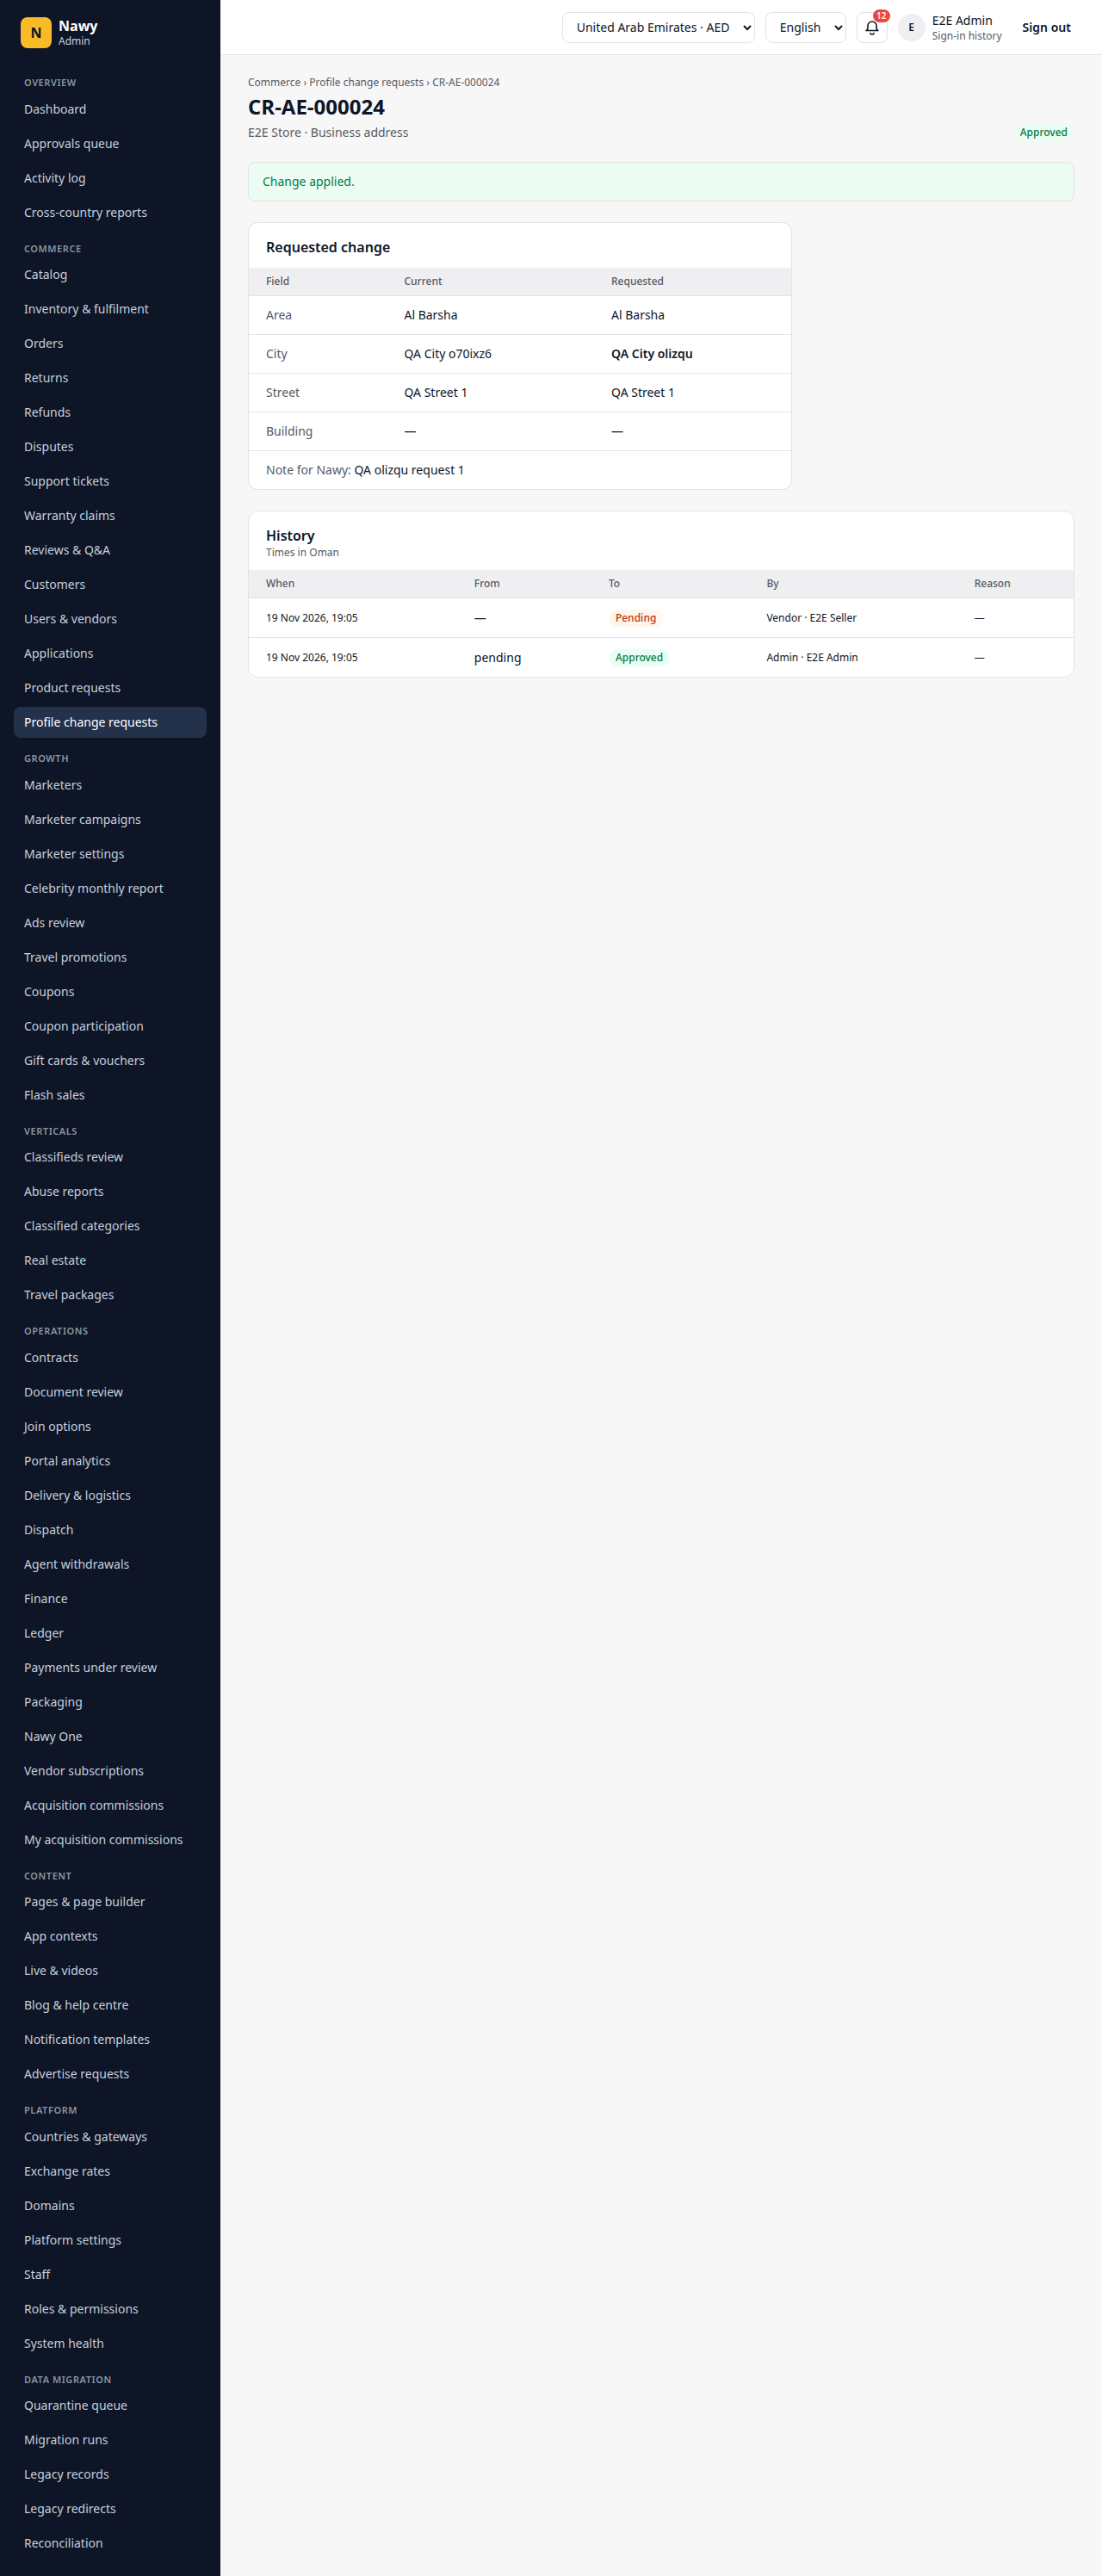 N
Nawy
Admin
OVERVIEW
Dashboard
Approvals queue
Activity log
Cross-country reports
COMMERCE
Catalog
Inventory & fulfilment
Orders
Returns
Refunds
Disputes
Support tickets
Warranty claims
Reviews & Q&A
Customers
Users & vendors
Applications
Product requests
Profile change requests
GROWTH
Marketers
Marketer campaigns
Marketer settings
Celebrity monthly report
Ads review
Travel promotions
Coupons
Coupon participation
Gift cards & vouchers
Flash sales
VERTICALS
Classifieds review
Abuse reports
Classified categories
Real estate
Travel packages
OPERATIONS
Contracts
Document review
Join options
Portal analytics
Delivery & logistics
Dispatch
Agent withdrawals
Finance
Ledger
Payments under review
Packaging
Nawy One
Vendor subscriptions
Acquisition commissions
My acquisition commissions
CONTENT
Pages & page builder
App contexts
Live & videos
Blog & help centre
Notification templates
Advertise requests
PLATFORM
Countries & gateways
Exchange rates
Domains
Platform settings
Staff
Roles & permissions
System health
DATA MIGRATION
Quarantine queue
Migration runs
Legacy records
Legacy redirects
Reconciliation
United Arab Emirates · AED
English
12
E
E2E Admin
Sign-in history
Sign out
Commerce › Profile change requests › CR-AE-000024
CR-AE-000024
E2E Store · Business address
Approved
Change applied.
Requested change
Field Current Requested
Area Al Barsha Al Barsha
City QA City o70ixz6 QA City olizqu
Street QA Street 1 QA Street 1
Building — —
Note for Nawy: QA olizqu request 1
History
Times in Oman
When From To By Reason
19 Nov 2026, 19:05 — Pending Vendor · E2E Seller —
19 Nov 2026, 19:05 pending Approved Admin · E2E Admin —